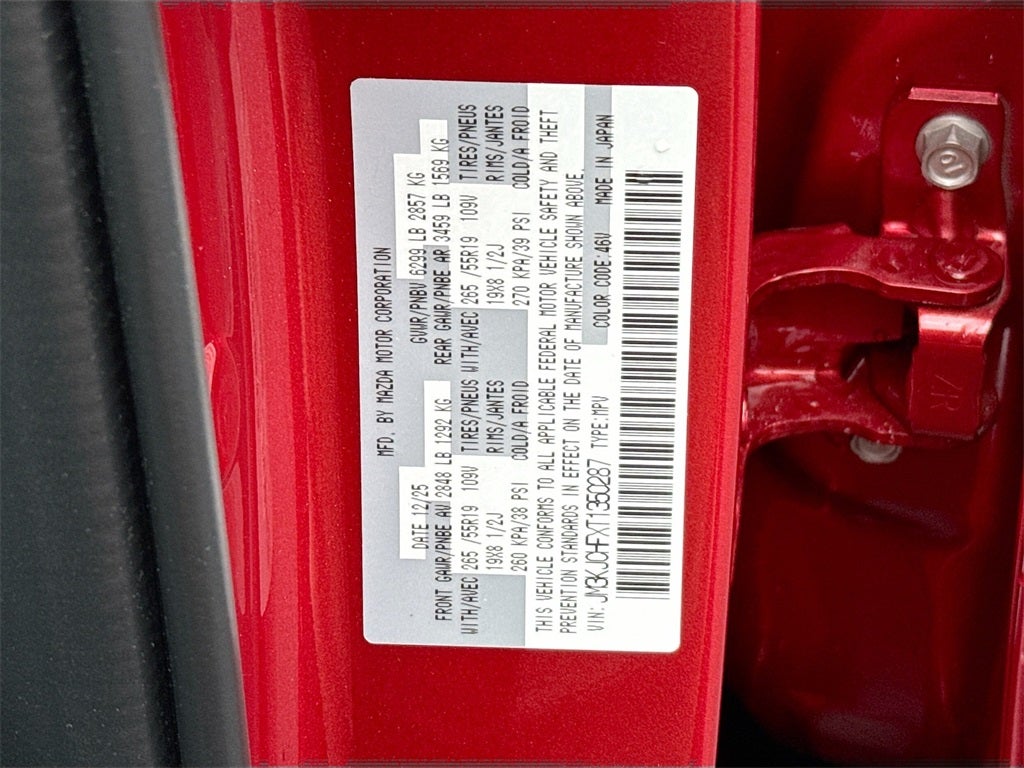 MFD. BY MAZDA MOTOR CORPORATION
DATE 12/25 GVWR/PNBV 6299 LB 2857 KG
FRONT GAWR/PNBE AV 2848 LB 1292 KG REAR GAWR/PNBE AR 3459 LB 1569 KG
WITH/AVEC 265 /55R19 109V TIRES/PNEUS WITH/AVEC 265 /55R19 109V TIRES/PNEUS
19X8 1/2J RIMS/JANTES 19X8 1/2J RIMS/JANTES
260 KPA/38 PSI COLD/A FROID 270 KPA/39 PSI COLD/A FROID
THIS VEHICLE CONFORMS TO ALL APPLICABLE FEDERAL MOTOR VEHICLE SAFETY AND THEFT
PREVENTION STANDARDS IN EFFECT ON THE DATE OF MANUFACTURE SHOWN ABOVE.
VIN: JM3KJCHFXT1350287 TYPE:MPV COLOR CODE:46V MADE IN JAPAN